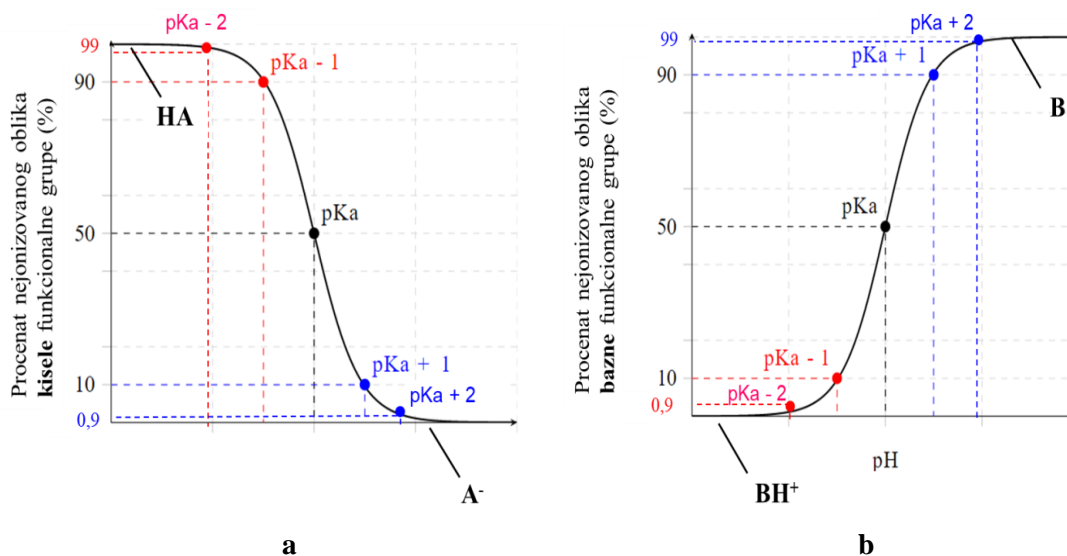 pKa - 2
99
pKa - 1
90
HA
Procenat nejonizovanog oblika
kisele funkcionalne grupe (%)
pKa
50
pKa + 1
10
pKa + 2
0,9
A-
a
pKa + 2
99
pKa + 1
90
B
Procenat nejonizovanog oblika
bazne funkcionalne grupe (%)
pKa
50
pKa - 1
10
pKa - 2
0,9
pH
BH+
b